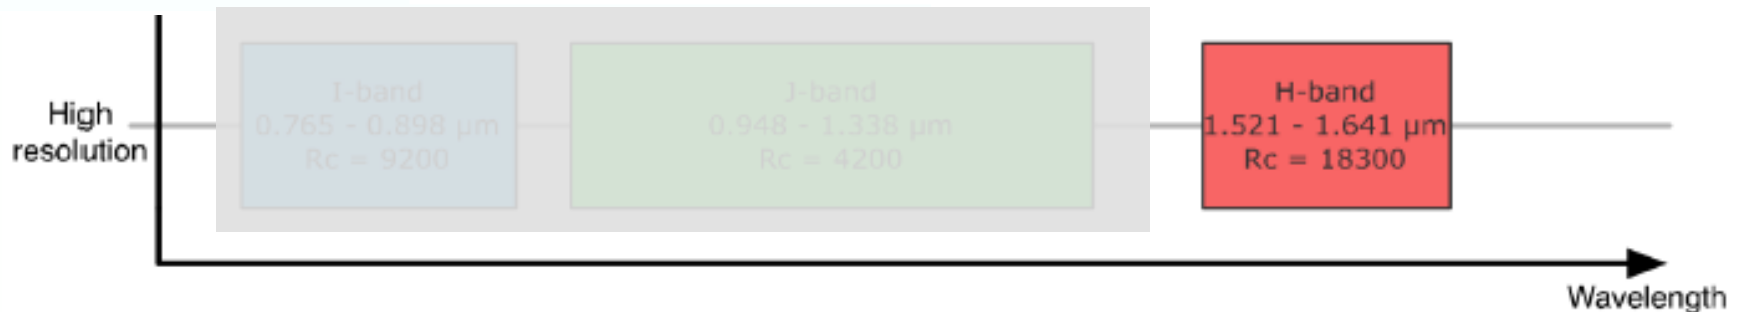 High
resolution
I-band
0.765 - 0.898 μm
Rc = 9200
J-band
0.948 - 1.338 μm
Rc = 4200
H-band
1.521 - 1.641 μm
Rc = 18300
Wavelength